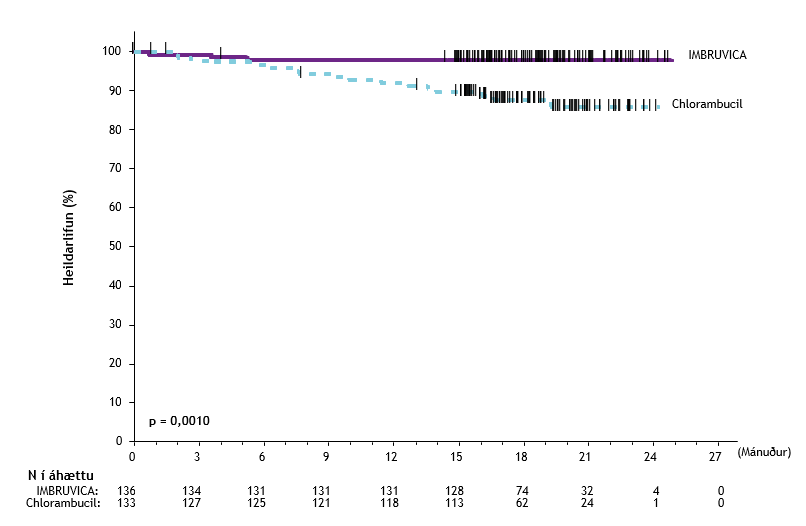 100
90
80
70
60
50
40
30
20
10
0
Heildarlifun (%)
IMBRUVICA
Chlorambucil
p = 0,0010
0 3 6 9 12 15 18 21 24 27 (Mánuður)
N í áhættu
IMBRUVICA: 136 134 131 131 131 128 74 32 4 0
Chlorambucil: 133 127 125 121 118 113 62 24 1 0